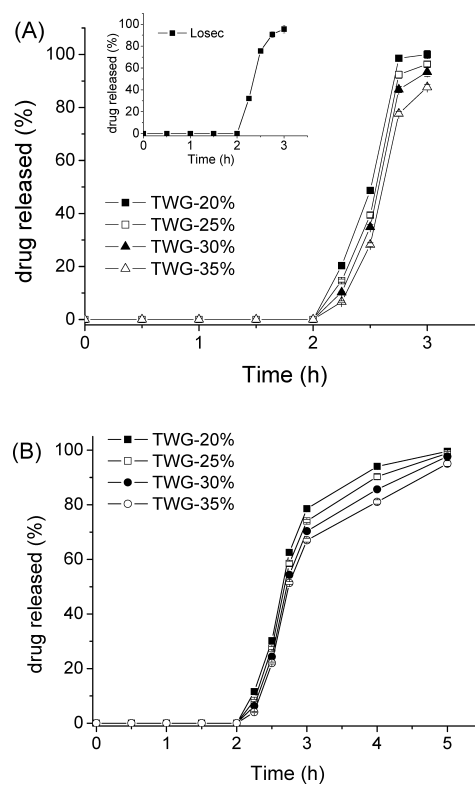 (A)
Losec
drug released (%)
100
80
60
40
20
0
0 1 2 3
Time (h)
drug released (%)
100
80
60
40
20
0
TWG-20%
TWG-25%
TWG-30%
TWG-35%
0 1 2 3
Time (h)
(B)
TWG-20%
TWG-25%
TWG-30%
TWG-35%
drug released (%)
100
80
60
40
20
0
0 1 2 3 4 5
Time (h)